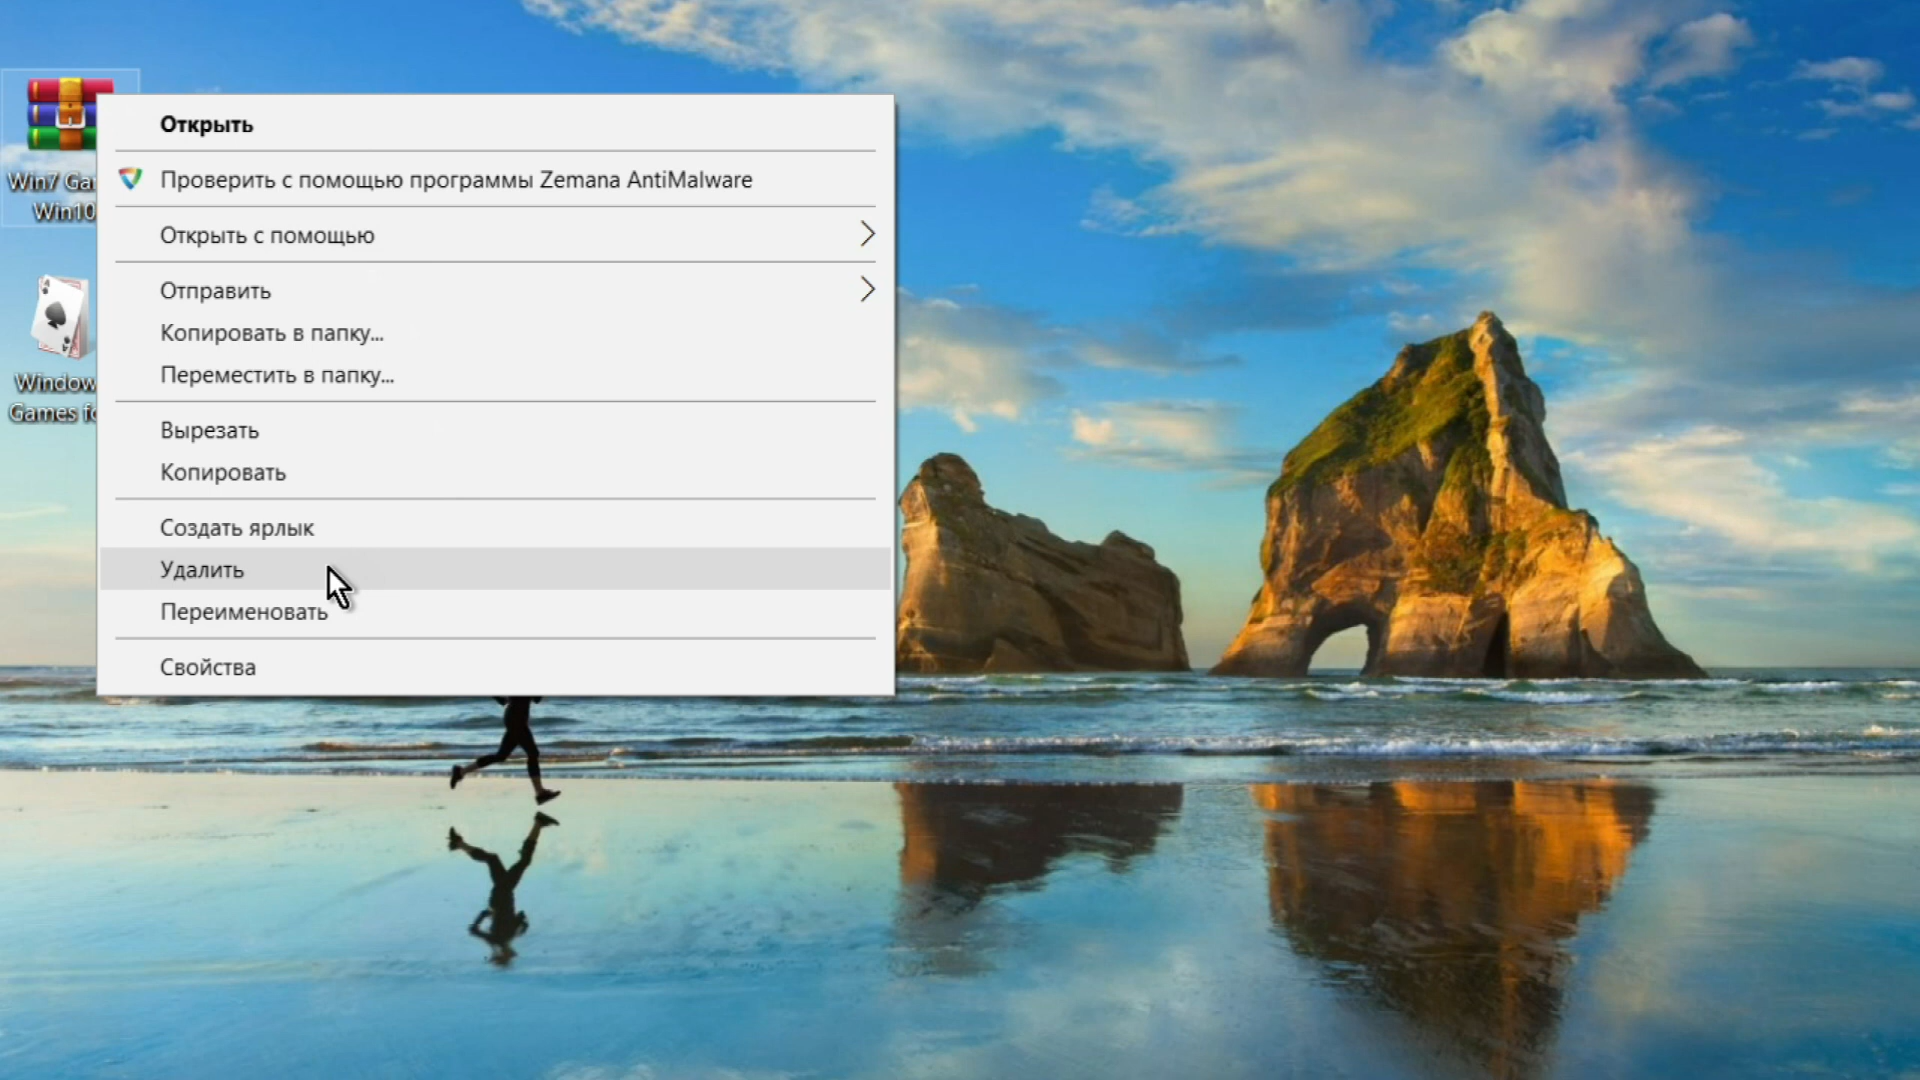 Win7 Ga
Win10
Window
Games fo
Открыть
Проверить с помощью программы Zemana AntiMalware
Открыть с помощью
Отправить
Копировать в папку...
Переместить в папку...
Вырезать
Копировать
Создать ярлык
Удалить
Переименовать
Свойства